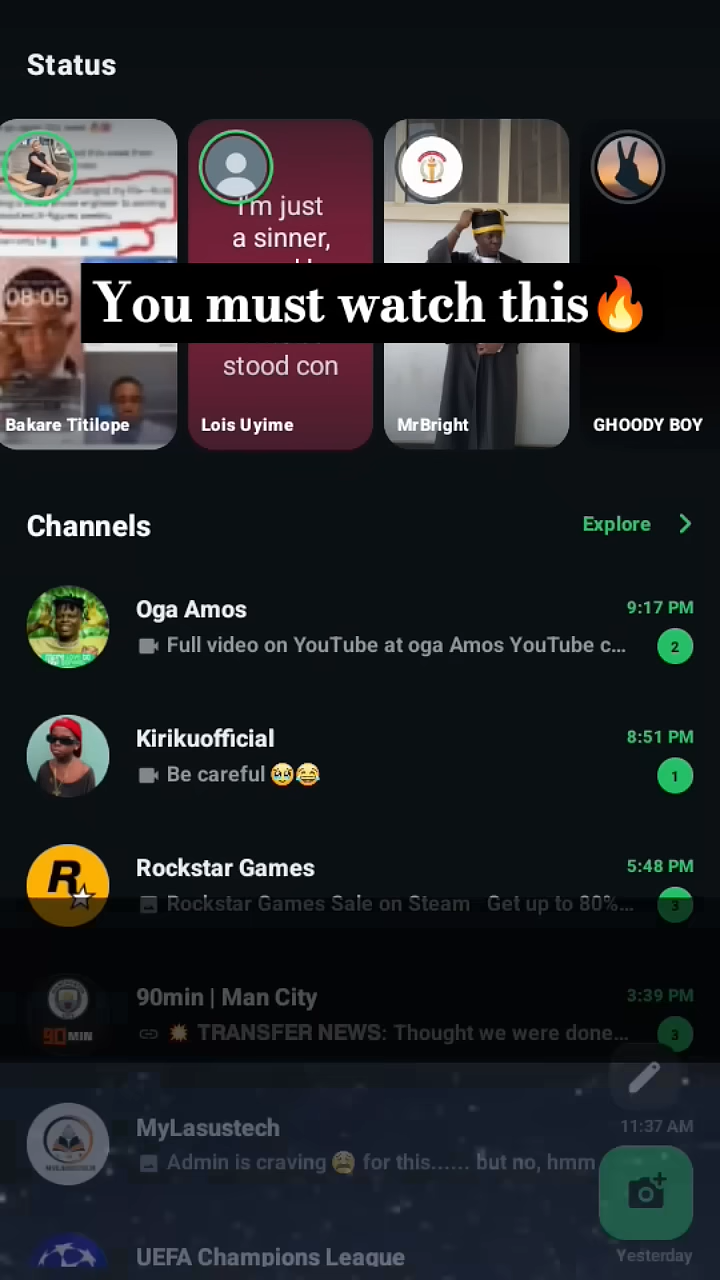 Status
08:05
I'm just
a sinner,
You must watch this🔥
stood con
Bakare Titilope
Lois Uyime
MrBright
GHOODY BOY
Channels
Explore
Oga Amos
9:17 PM
Full video on YouTube at oga Amos YouTube c...
2
Kirikuofficial
8:51 PM
Be careful 🥹😂
1
Rockstar Games
5:48 PM
Rockstar Games Sale on Steam Get up to 80%...
3
90min | Man City
3:39 PM
90MIN
💥 TRANSFER NEWS: Thought we were done...
3
MyLasustech
11:37 AM
Admin is craving 😩 for this...... but no, hmm
UEFA Champions League
Yesterday